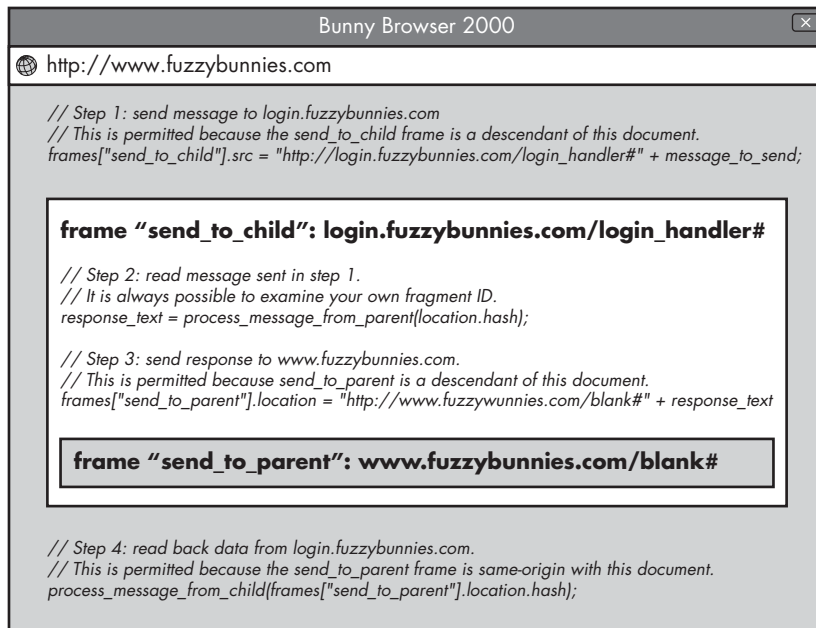 Bunny Browser 2000
http://www.fuzzybunnies.com
// Step 1: send message to login.fuzzybunnies.com
// This is permitted because the send_to_child frame is a descendant of this document.
frames["send_to_child"].src = "http://login.fuzzybunnies.com/login_handler#" + message_to_send;
frame “send_to_child”: login.fuzzybunnies.com/login_handler#
// Step 2: read message sent in step 1.
// It is always possible to examine your own fragment ID.
response_text = process_message_from_parent(location.hash);
// Step 3: send response to www.fuzzybunnies.com.
// This is permitted because send_to_parent is a descendant of this document.
frames["send_to_parent"].location = "http://www.fuzzywunnies.com/blank#" + response_text
frame “send_to_parent”: www.fuzzybunnies.com/blank#
// Step 4: read back data from login.fuzzybunnies.com.
// This is permitted because the send_to_parent frame is same-origin with this document.
process_message_from_child(frames["send_to_parent"].location.hash);